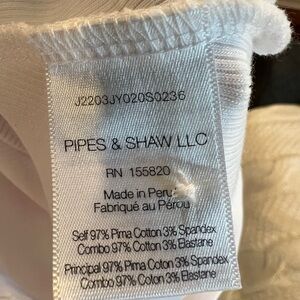 J2203JY020S0236
PIPES & SHAW LLC
RN 155820
Made in Peru
Fabriqué au Pérou
Self 97% Pima Cotton 3% Spandex
Combo 97% Cotton 3% Elastane
Principal 97% Pima Coton 3% Spandex
Combo 97% Coton 3% Elastane